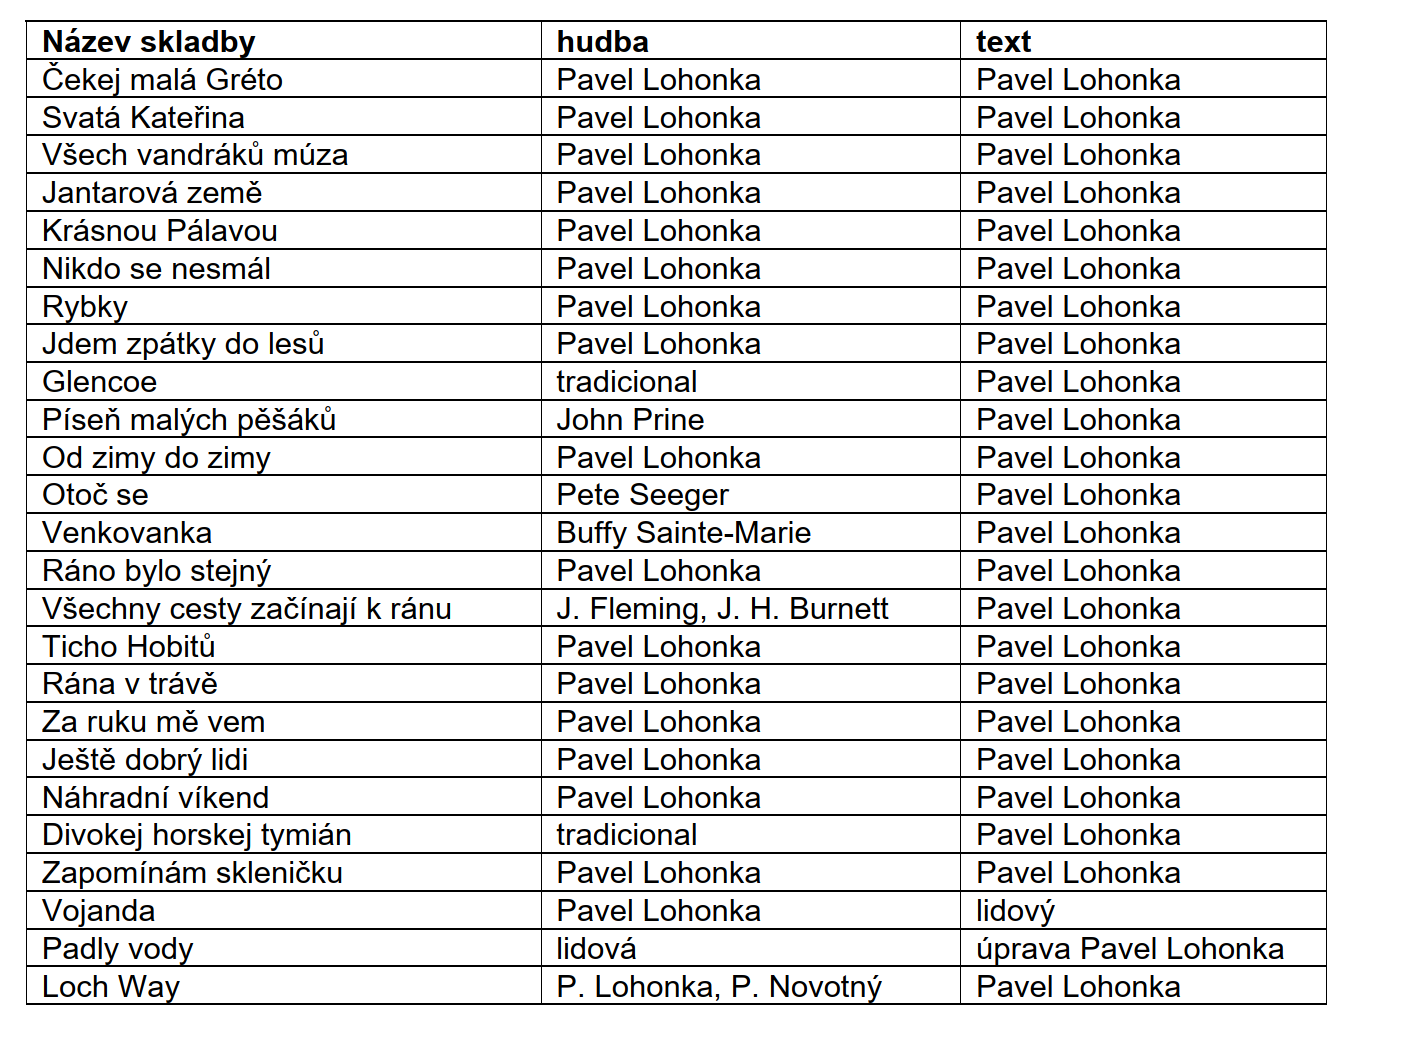 Název skladby hudba text
Čekej malá Gréto Pavel Lohonka Pavel Lohonka
Svatá Kateřina Pavel Lohonka Pavel Lohonka
Všech vandráků múza Pavel Lohonka Pavel Lohonka
Jantarová země Pavel Lohonka Pavel Lohonka
Krásnou Pálavou Pavel Lohonka Pavel Lohonka
Nikdo se nesmál Pavel Lohonka Pavel Lohonka
Rybky Pavel Lohonka Pavel Lohonka
Jdem zpátky do lesů Pavel Lohonka Pavel Lohonka
Glencoe tradicional Pavel Lohonka
Píseň malých pěšáků John Prine Pavel Lohonka
Od zimy do zimy Pavel Lohonka Pavel Lohonka
Otoč se Pete Seeger Pavel Lohonka
Venkovanka Buffy Sainte-Marie Pavel Lohonka
Ráno bylo stejný Pavel Lohonka Pavel Lohonka
Všechny cesty začínají k ránu J. Fleming, J. H. Burnett Pavel Lohonka
Ticho Hobitů Pavel Lohonka Pavel Lohonka
Rána v trávě Pavel Lohonka Pavel Lohonka
Za ruku mě vem Pavel Lohonka Pavel Lohonka
Ještě dobrý lidi Pavel Lohonka Pavel Lohonka
Náhradní víkend Pavel Lohonka Pavel Lohonka
Divokej horskej tymián tradicional Pavel Lohonka
Zapomínám skleničku Pavel Lohonka Pavel Lohonka
Vojanda Pavel Lohonka lidový
Padly vody lidová úprava Pavel Lohonka
Loch Way P. Lohonka, P. Novotný Pavel Lohonka